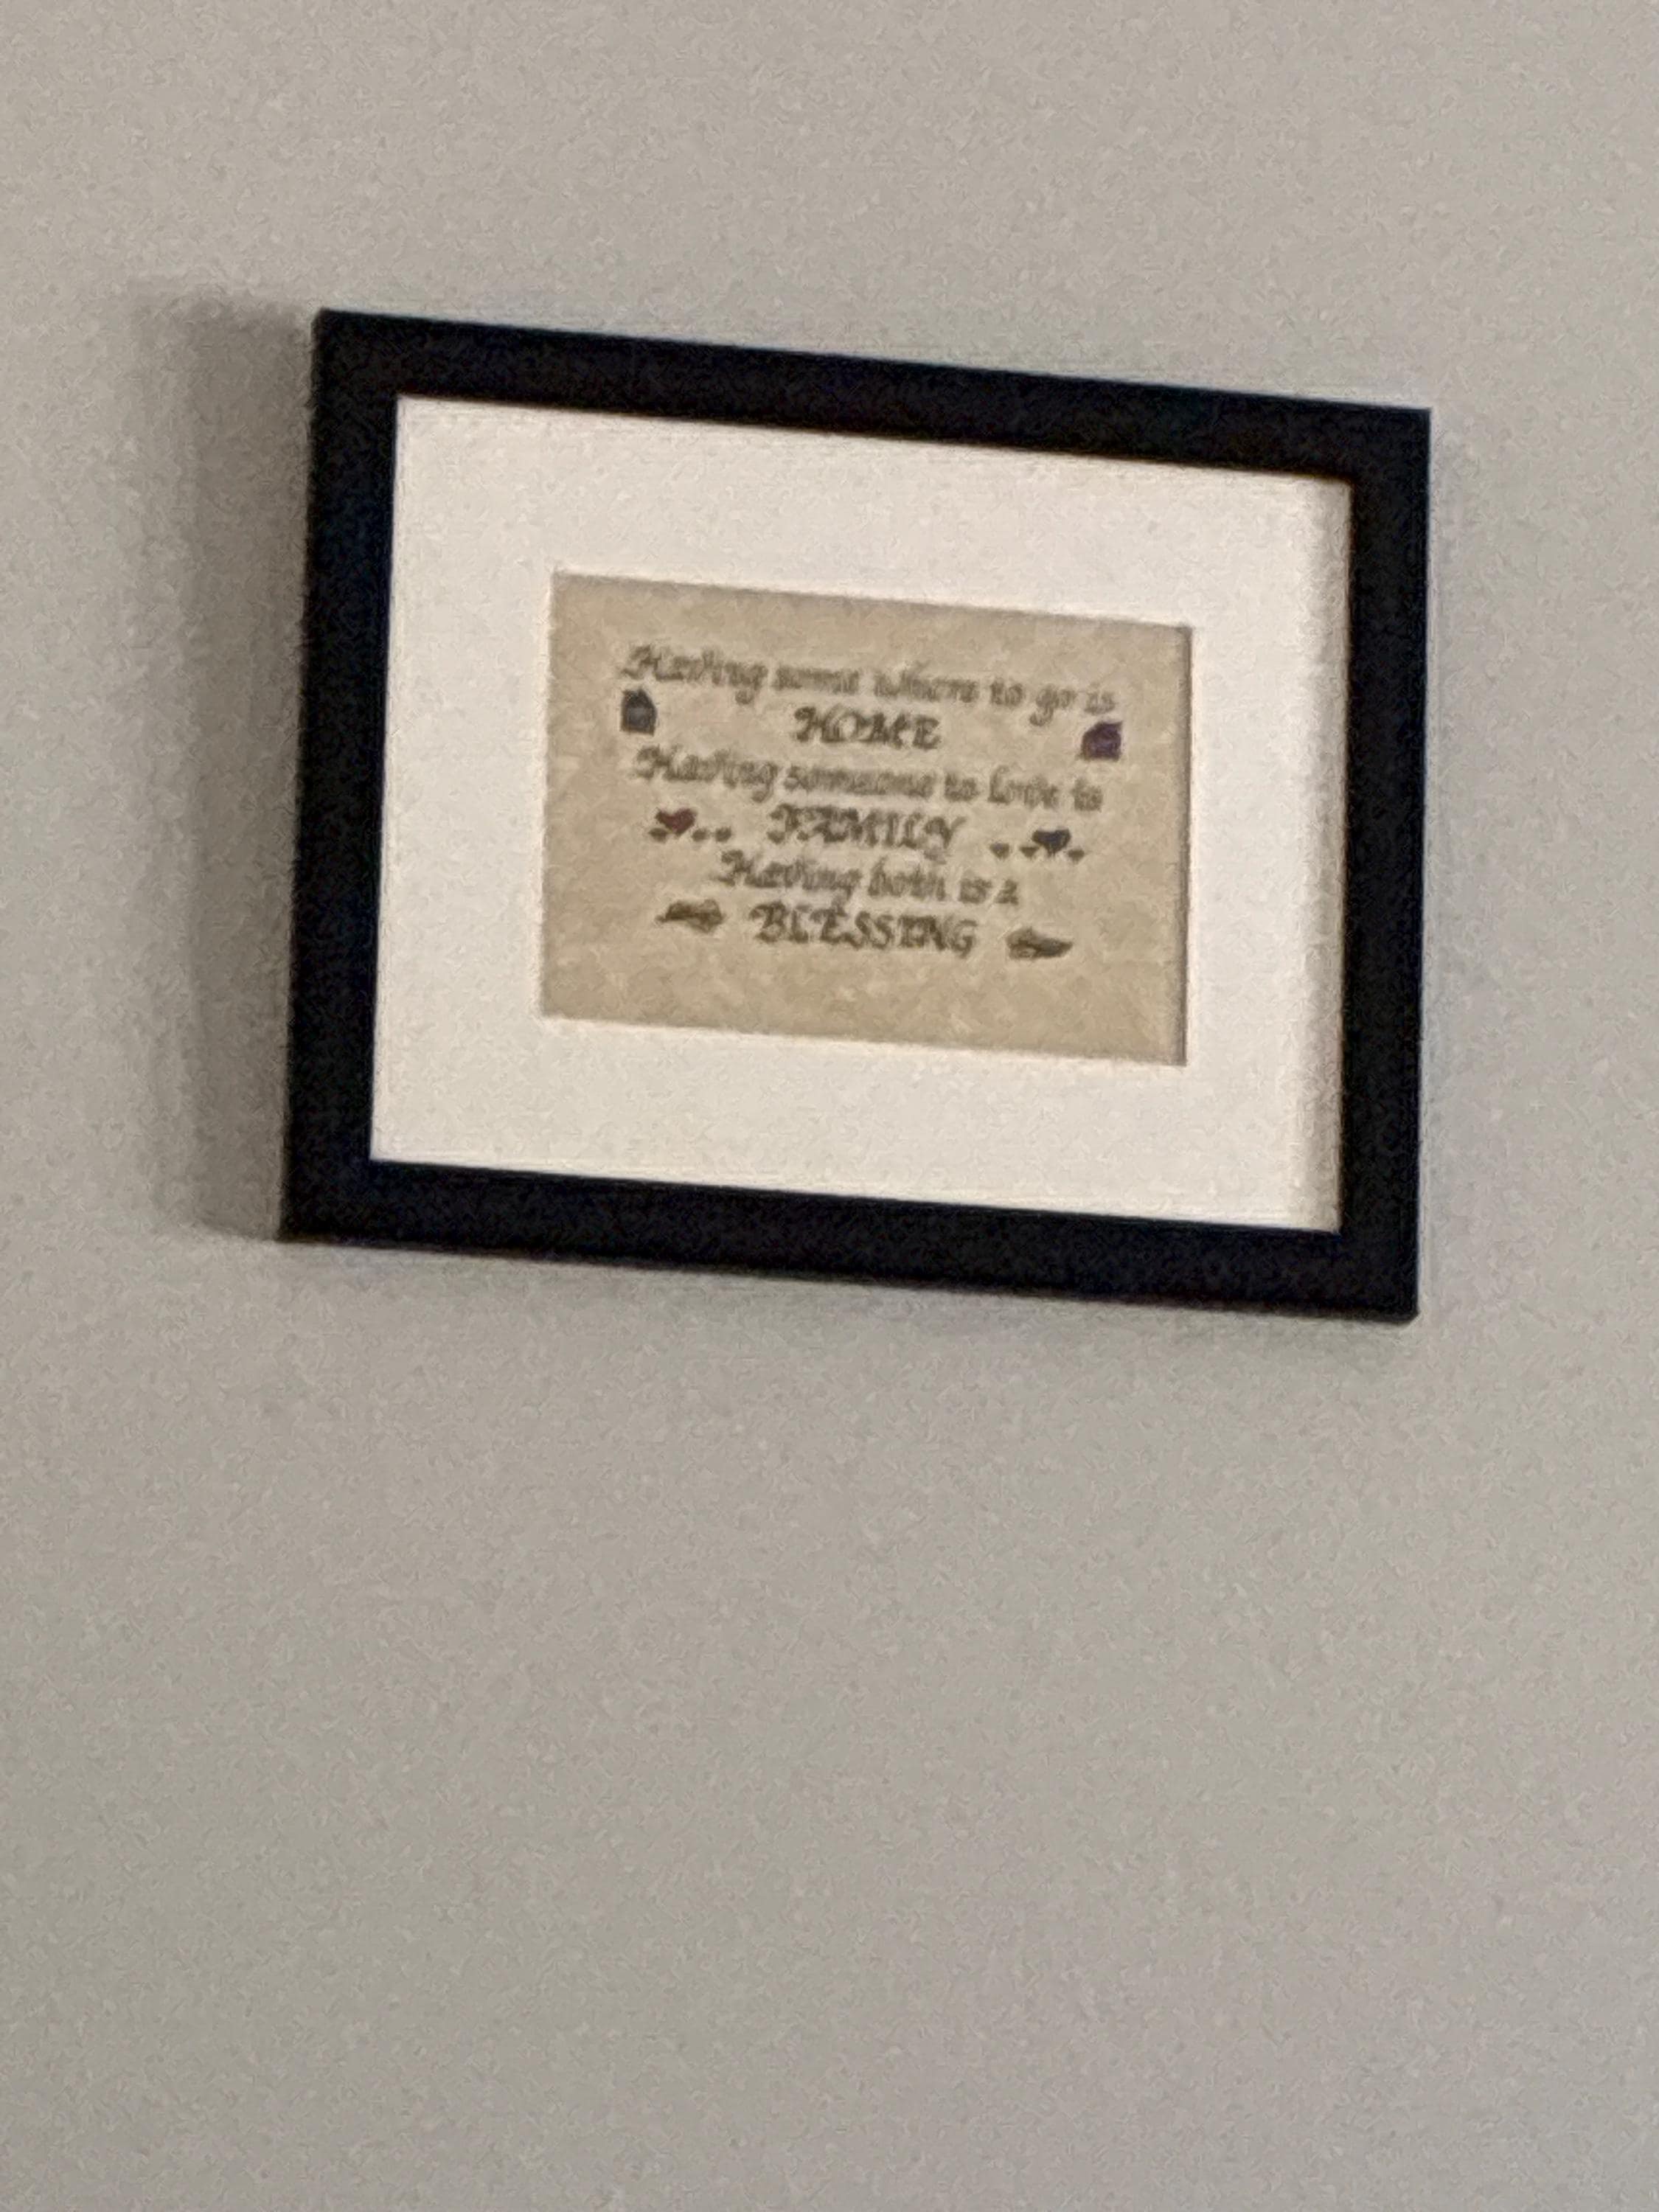 Having some where to go is
HOME
Having someone to love is
FAMILY
Having both is a
BLESSING